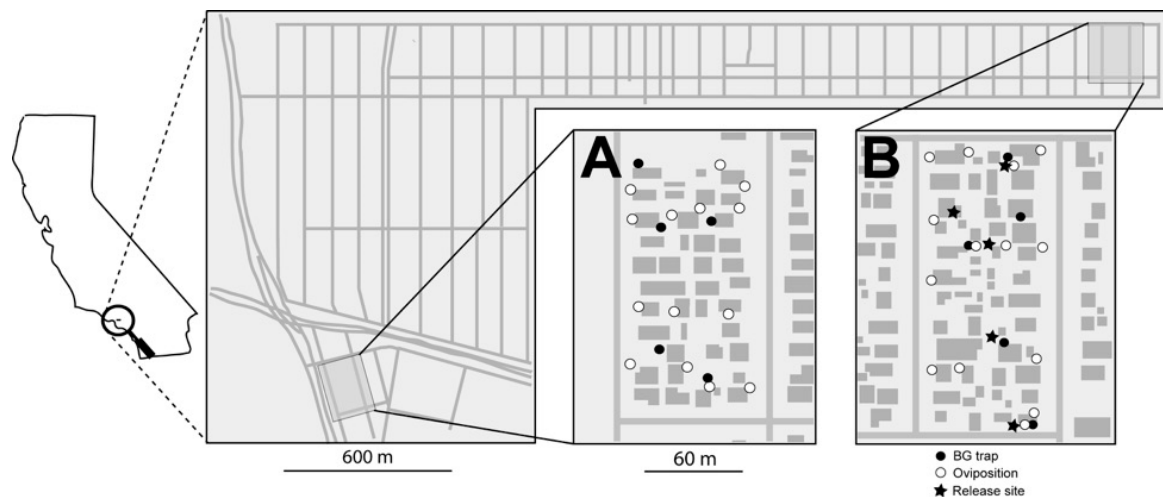 A
B
600 m
60 m
BG trap
Oviposition
Release site